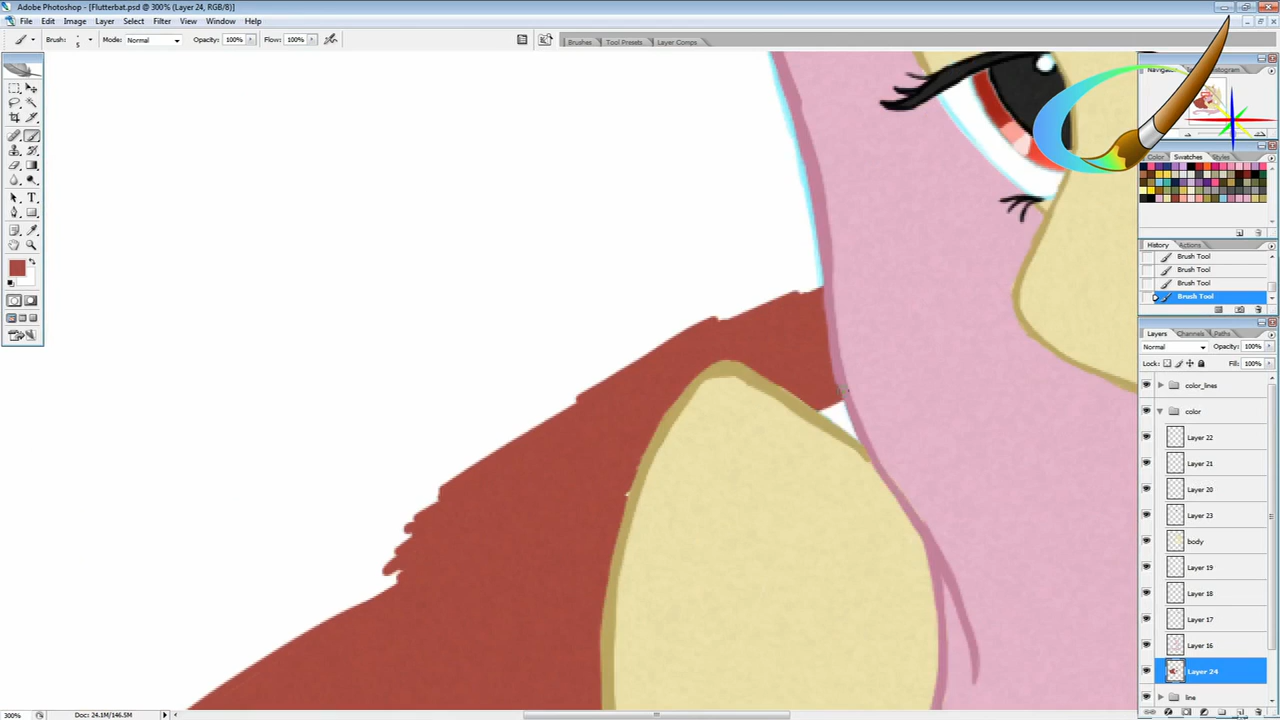 Adobe Photoshop - [Flutterbat.psd @ 300% (Layer 24, RGB/8)]
File Edit Image Layer Select Filter View Window Help
Brush: 5 Mode: Normal Opacity: 100% Flow: 100%
Brushes Tool Presets Layer Comps
Color Swatches Styles
History Actions
Brush Tool
Brush Tool
Brush Tool
Brush Tool
Layers Channels Paths
Normal Opacity: 100%
Lock: Fill: 100%
color_lines
color
Layer 22
Layer 21
Layer 20
Layer 23
body
Layer 19
Layer 18
Layer 17
Layer 16
Layer 24
line
300% Doc: 24.1M/146.5M